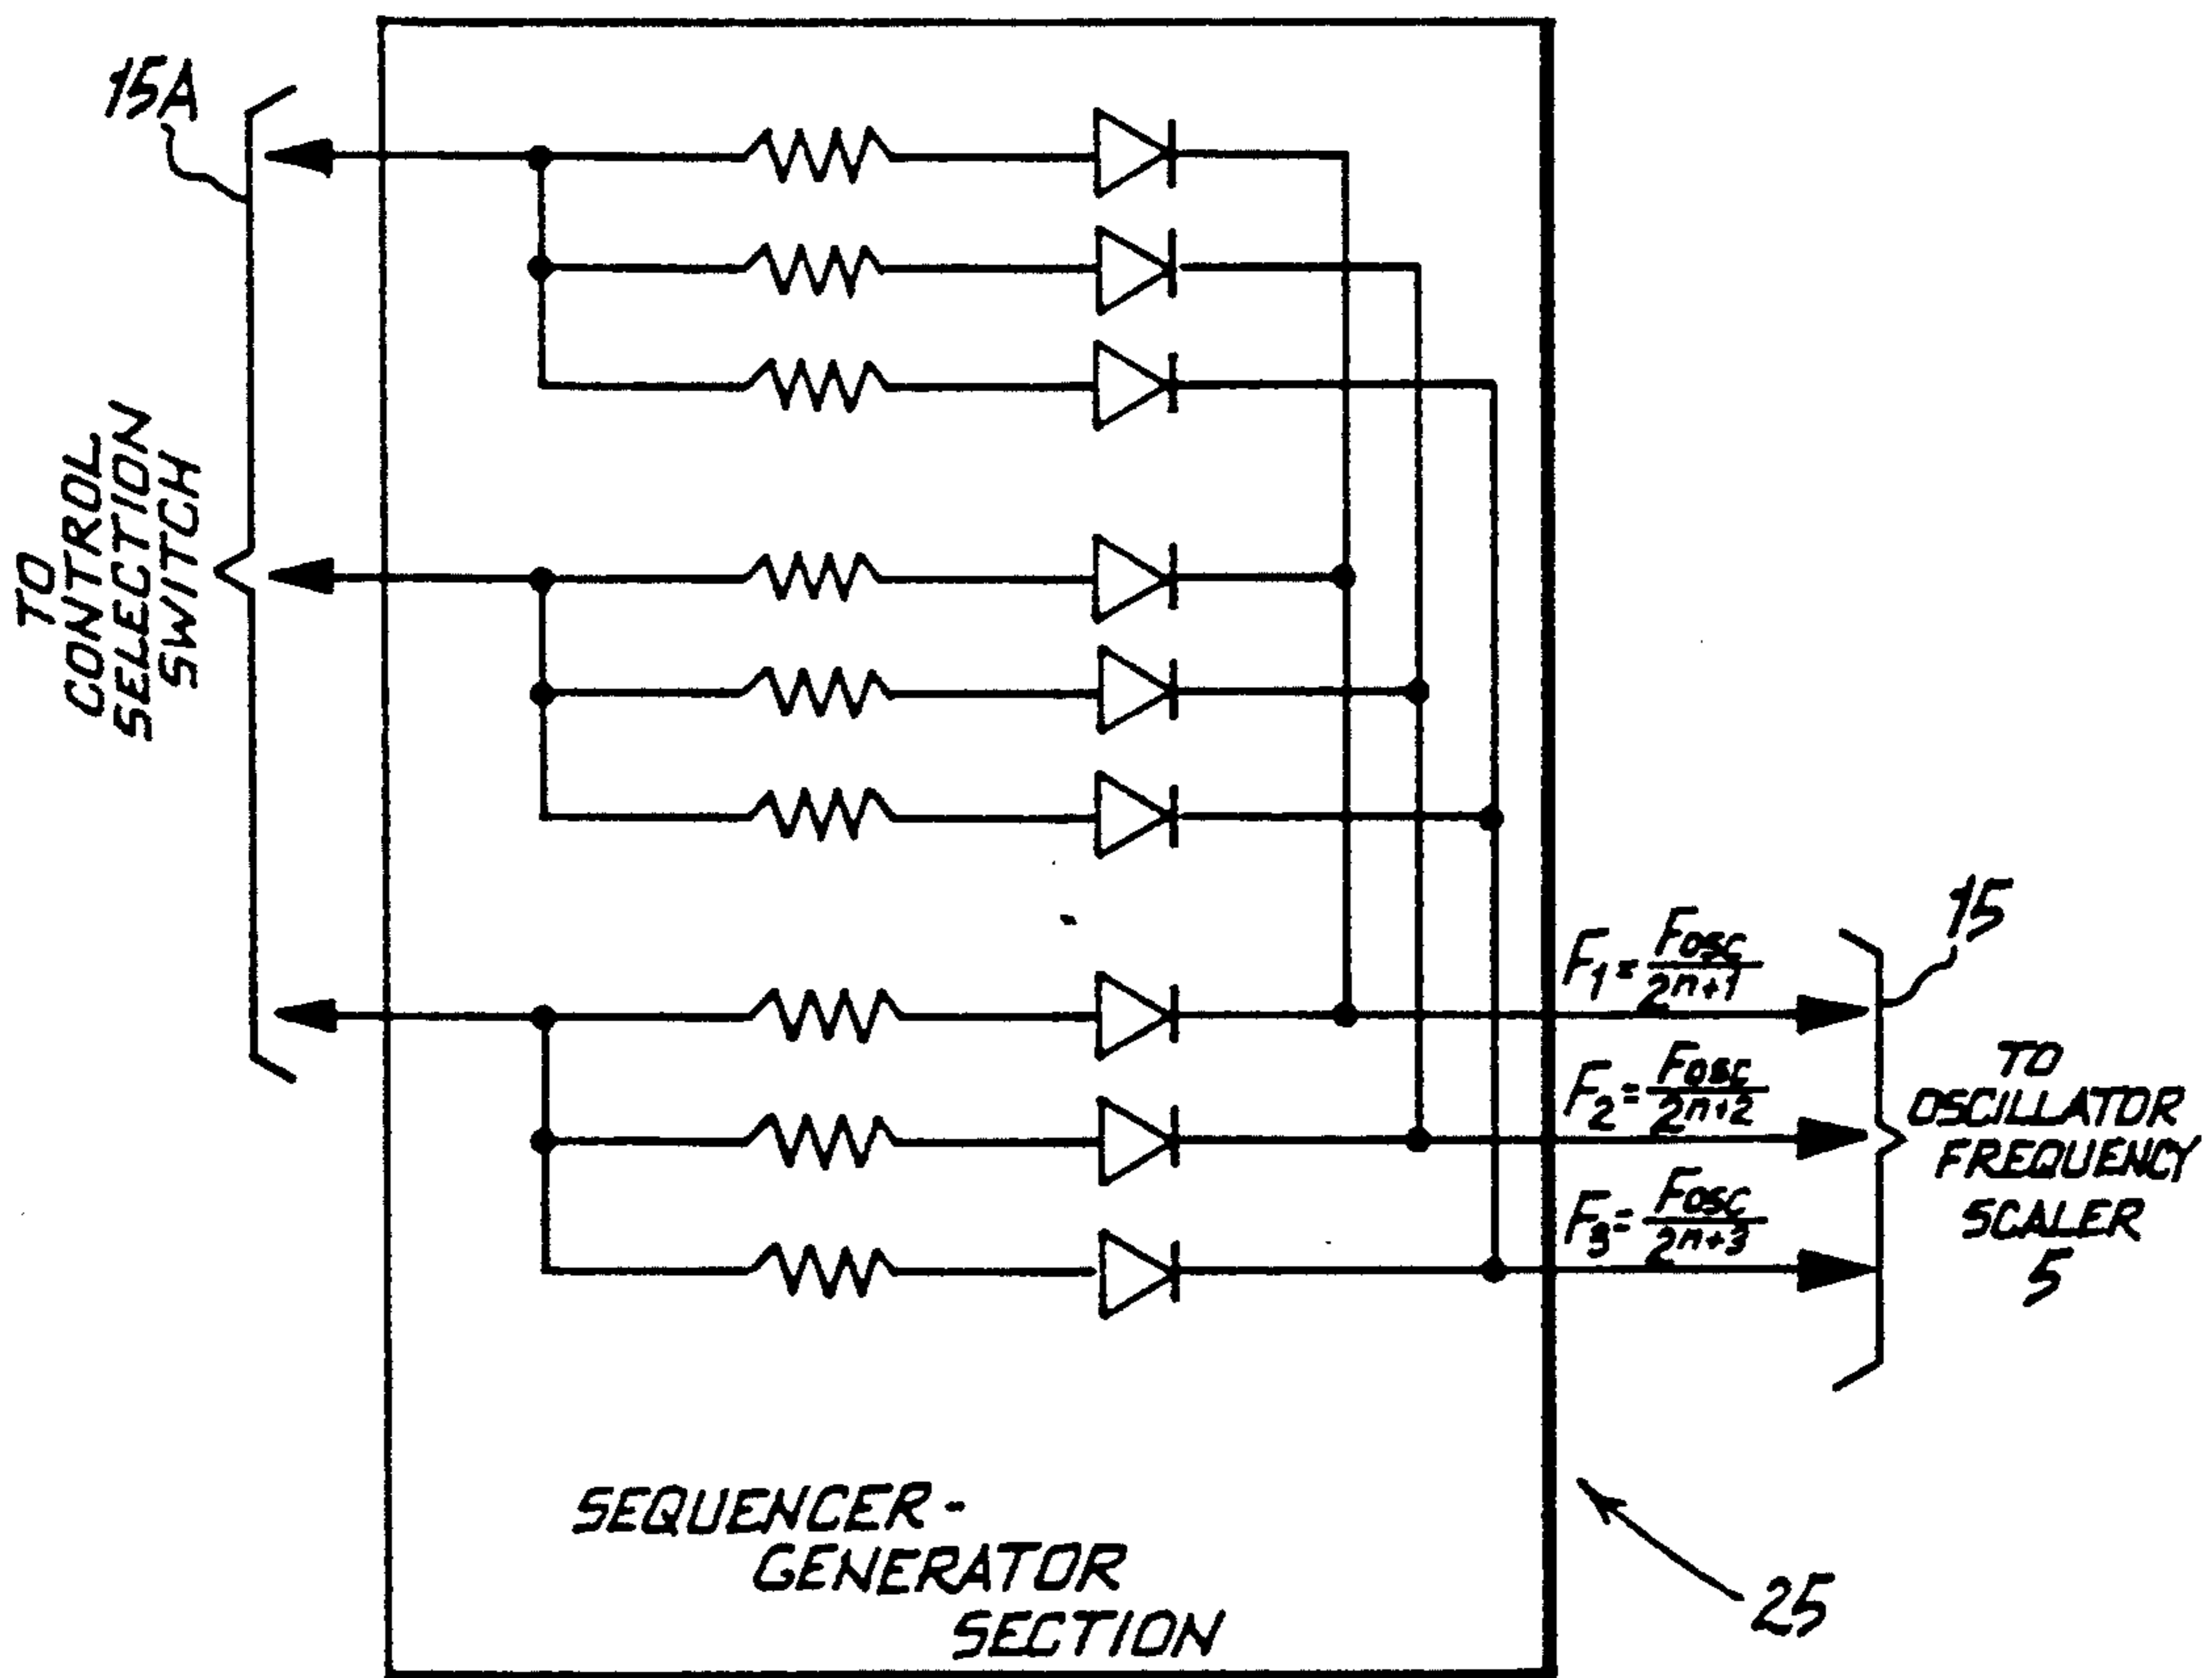 15A
TO
CONTROL
SELECTION
SWITCH
F1 = Fosc / 2n+1
15
F2 = Fosc / 2n+2
F3 = Fosc / 2n+3
TO
OSCILLATOR
FREQUENCY
SCALER
5
SEQUENCER-
GENERATOR
SECTION
25